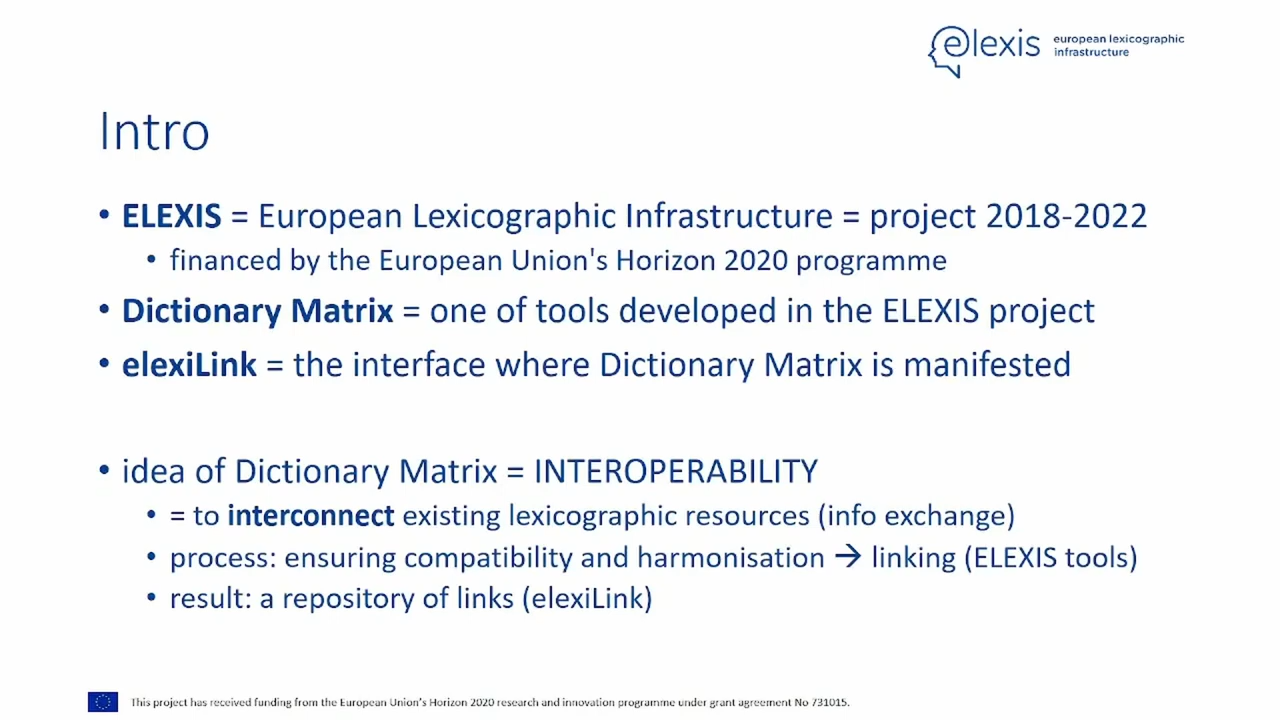 elexis european lexicographic
infrastructure
Intro
• ELEXIS = European Lexicographic Infrastructure = project 2018-2022
• financed by the European Union's Horizon 2020 programme
• Dictionary Matrix = one of tools developed in the ELEXIS project
• elexiLink = the interface where Dictionary Matrix is manifested
• idea of Dictionary Matrix = INTEROPERABILITY
• = to interconnect existing lexicographic resources (info exchange)
• process: ensuring compatibility and harmonisation → linking (ELEXIS tools)
• result: a repository of links (elexiLink)
This project has received funding from the European Union's Horizon 2020 research and innovation programme under grant agreement No 731015.